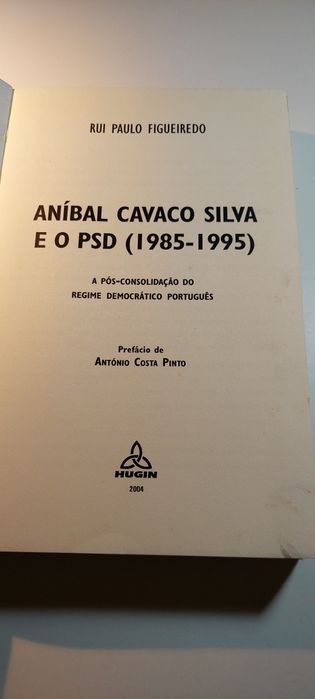 RUI PAULO FIGUEIREDO
ANÍBAL CAVACO SILVA
E O PSD (1985-1995)
A PÓS-CONSOLIDAÇÃO DO
REGIME DEMOCRÁTICO PORTUGUÊS
Prefácio de
ANTÓNIO COSTA PINTO
HUGIN
2004